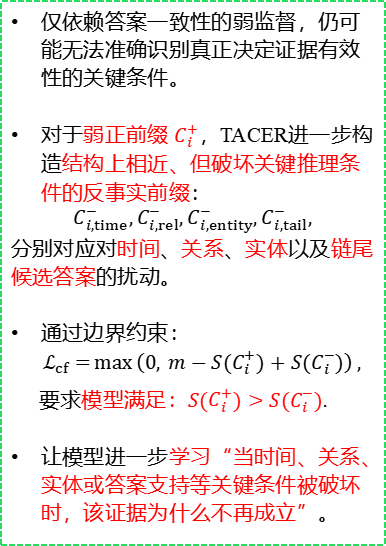 • 仅依赖答案一致性的弱监督，仍可
能无法准确识别真正决定证据有效
性的关键条件。
• 对于弱正前缀 C_i^+，TACER进一步构
造结构上相近、但破坏关键推理条
件的反事实前缀：
C_{i,time}^-, C_{i,rel}^-, C_{i,entity}^-, C_{i,tail}^-,
分别对应对时间、关系、实体以及链尾
候选答案的扰动。
• 通过边界约束：
ℒ_cf = max(0, m − S(C_i^+) + S(C_i^-)),
要求模型满足：S(C_i^+) > S(C_i^-).
• 让模型进一步学习“当时间、关系、
实体或答案支持等关键条件被破坏
时，该证据为什么不再成立”。